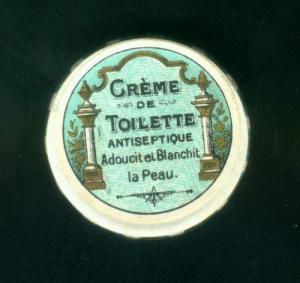 CRÈME
DE
TOILETTE
ANTISEPTIQUE
Adoucit et Blanchit
la Peau.